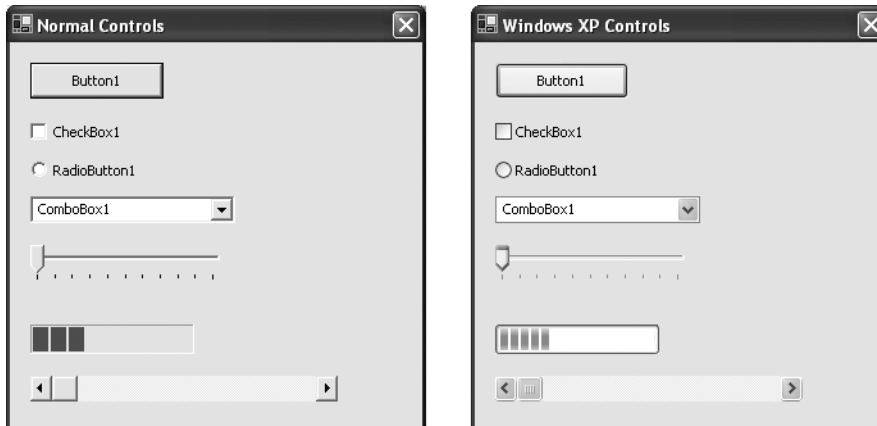 Normal Controls
Button1
CheckBox1
RadioButton1
ComboBox1
Windows XP Controls
Button1
CheckBox1
RadioButton1
ComboBox1